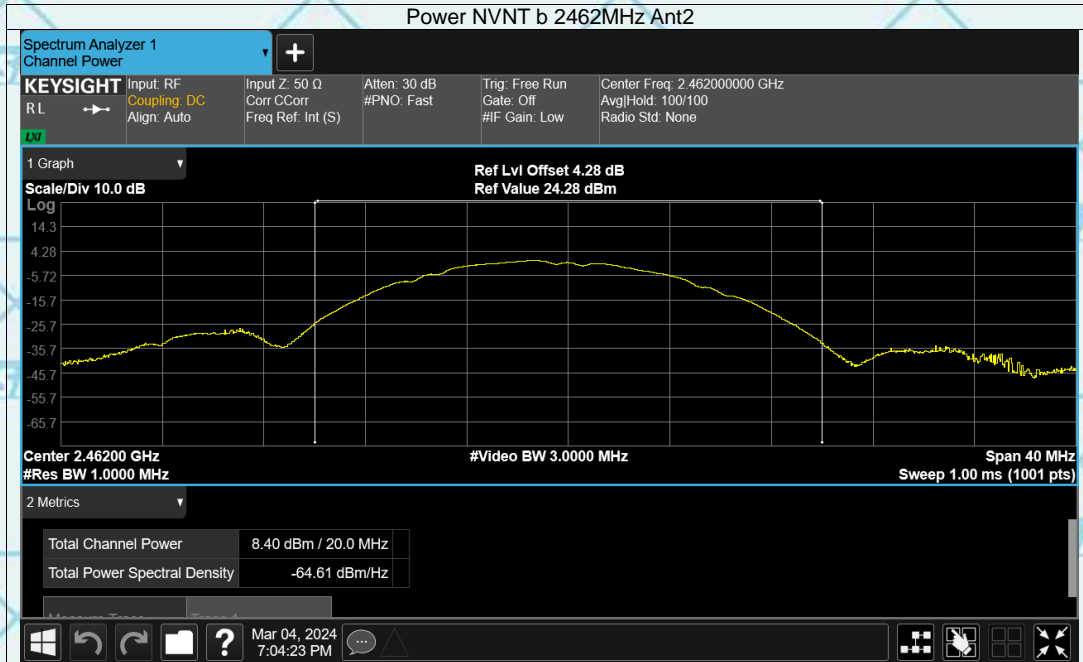 Power NVNT b 2462MHz Ant2
Spectrum Analyzer 1
Channel Power
+
KEYSIGHT
RL
LXI
Input: RF
Coupling: DC
Align: Auto
Input Z: 50 Ω
Corr CCorr
Freq Ref: Int (S)
Atten: 30 dB
#PNO: Fast
Trig: Free Run
Gate: Off
#IF Gain: Low
Center Freq: 2.462000000 GHz
Avg|Hold: 100/100
Radio Std: None
1 Graph
Scale/Div 10.0 dB
Ref Lvl Offset 4.28 dB
Ref Value 24.28 dBm
Log
14.3
4.28
-5.72
-15.7
-25.7
-35.7
-45.7
-55.7
-65.7
Center 2.46200 GHz
#Video BW 3.0000 MHz
Span 40 MHz
#Res BW 1.0000 MHz
Sweep 1.00 ms (1001 pts)
2 Metrics
Total Channel Power 8.40 dBm / 20.0 MHz
Total Power Spectral Density -64.61 dBm/Hz
?
Mar 04, 2024
7:04:23 PM